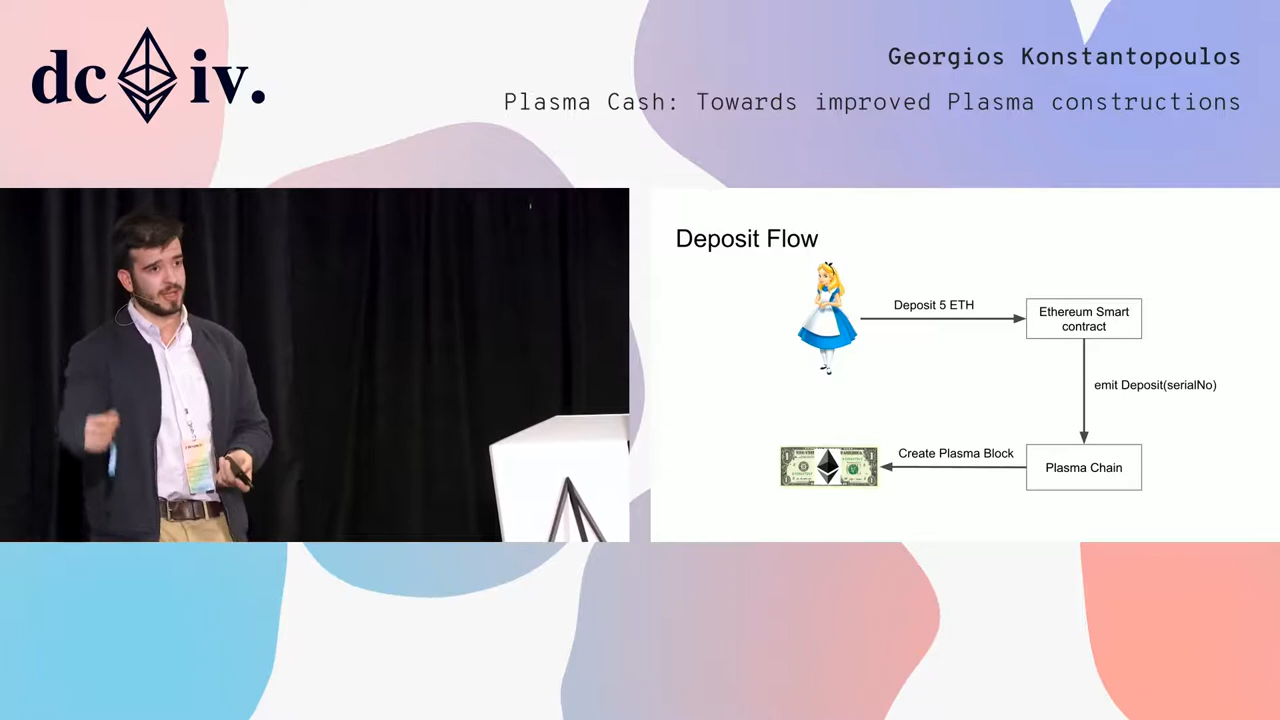 dc iv.
Georgios Konstantopoulos
Plasma Cash: Towards improved Plasma constructions
Deposit Flow
Deposit 5 ETH
Ethereum Smart
contract
emit Deposit(serialNo)
Create Plasma Block
Plasma Chain